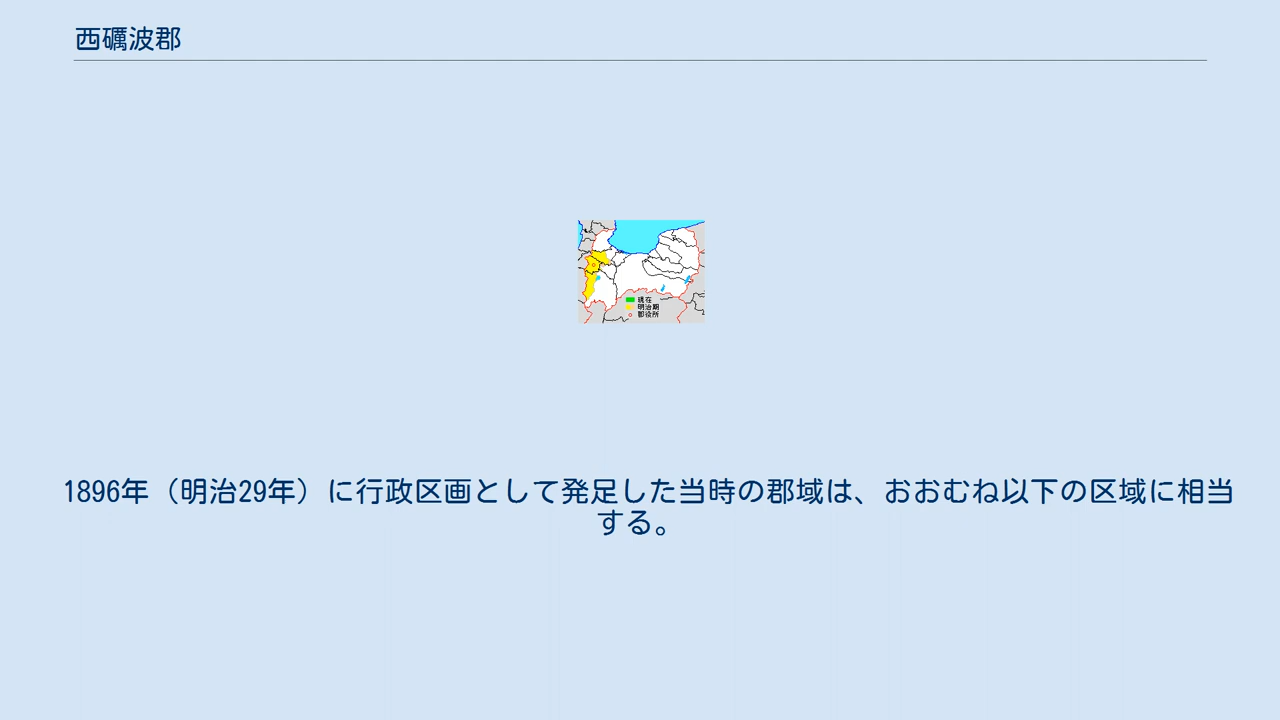 西礪波郡
現在
明治期
郡役所
1896年（明治29年）に行政区画として発足した当時の郡域は、おおむね以下の区域に相当
する。